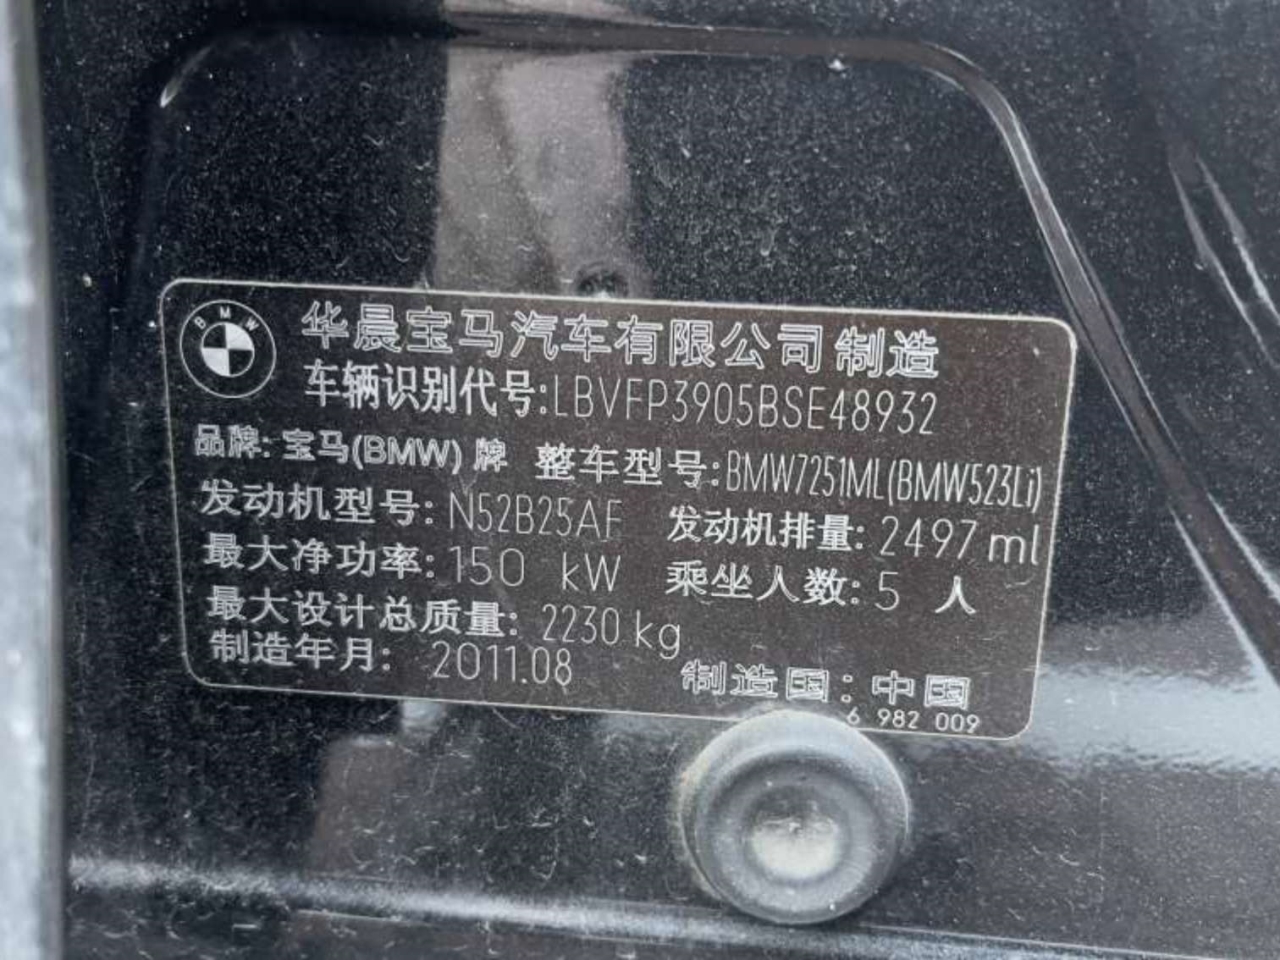 BMW
华晨宝马汽车有限公司制造
车辆识别代号:LBVFP3905BSE48932
品牌:宝马(BMW)牌 整车型号:BMW7251ML(BMW523Li)
发动机型号:N52B25AF 发动机排量:2497ml
最大净功率:150 kW 乘坐人数:5 人
最大设计总质量:2230kg
制造年月: 2011.08 制造国:中国
6 982 009